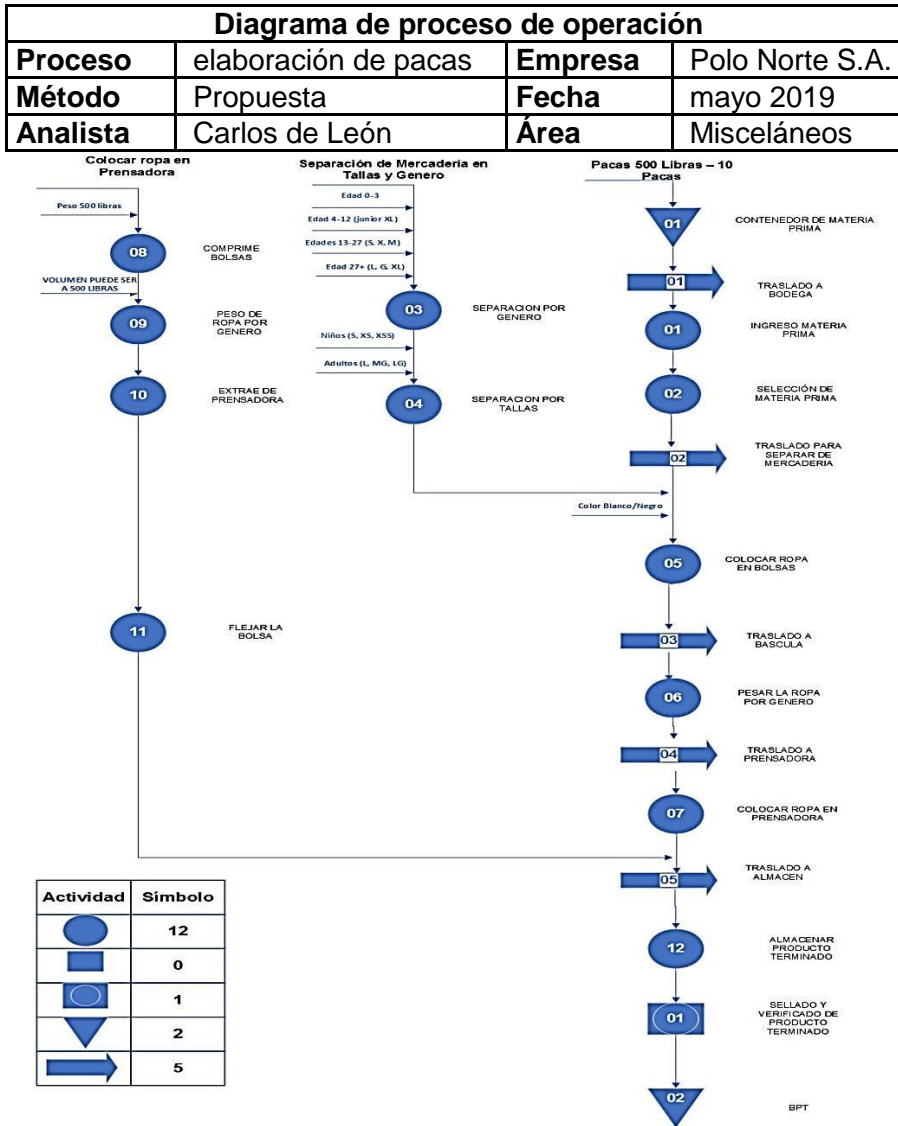 Diagrama de proceso de operación
Proceso elaboración de pacas Empresa Polo Norte S.A.
Método Propuesta Fecha mayo 2019
Analista Carlos de León Área Misceláneos
Colocar ropa en
Prensadora
Peso 500 libras
08
COMPRIME
BOLSAS
VOLUMEN PUEDE SER
A 500 LIBRAS
09
PESO DE
ROPA POR
GENERO
10
EXTRAE DE
PRENSADORA
11
FLEJAR LA
BOLSA
Separación de Mercadería en
Tallas y Genero
Edad 0-3
Edad 4-12 (junior XL)
Edades 13-27 (S, X, M)
Edad 27+ (L, G, XL)
03
SEPARACION POR
GENERO
Niños (S, XS, XSS)
Adultos (L, MG, LG)
04
SEPARACION POR
TALLAS
Pacas 500 Libras – 10
Pacas
01
CONTENEDOR DE MATERIA
PRIMA
01
TRASLADO A
BODEGA
01
INGRESO MATERIA
PRIMA
02
SELECCIÓN DE
MATERIA PRIMA
02
TRASLADO PARA
SEPARAR DE
MERCADERIA
Color Blanco/Negro
05
COLOCAR ROPA
EN BOLSAS
03
TRASLADO A
BASCULA
06
PESAR LA ROPA
POR GENERO
04
TRASLADO A
PRENSADORA
07
COLOCAR ROPA EN
PRENSADORA
05
TRASLADO A
ALMACEN
12
ALMACENAR
PRODUCTO
TERMINADO
01
SELLADO Y
VERIFICADO DE
PRODUCTO
TERMINADO
02
BPT
Actividad Símbolo
12
0
1
2
5